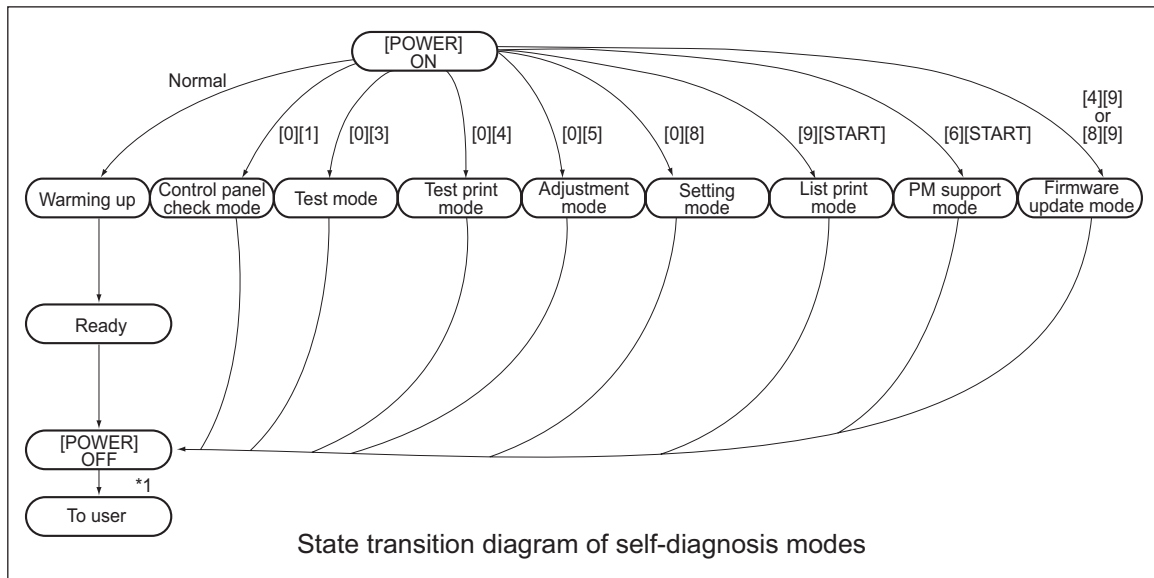 [POWER]
ON
Normal
[0][1]
[0][3]
[0][4]
[0][5]
[0][8]
[9][START]
[6][START]
[4][9]
or
[8][9]
Warming up
Control panel
check mode
Test mode
Test print
mode
Adjustment
mode
Setting
mode
List print
mode
PM support
mode
Firmware
update mode
Ready
[POWER]
OFF
*1
To user
State transition diagram of self-diagnosis modes